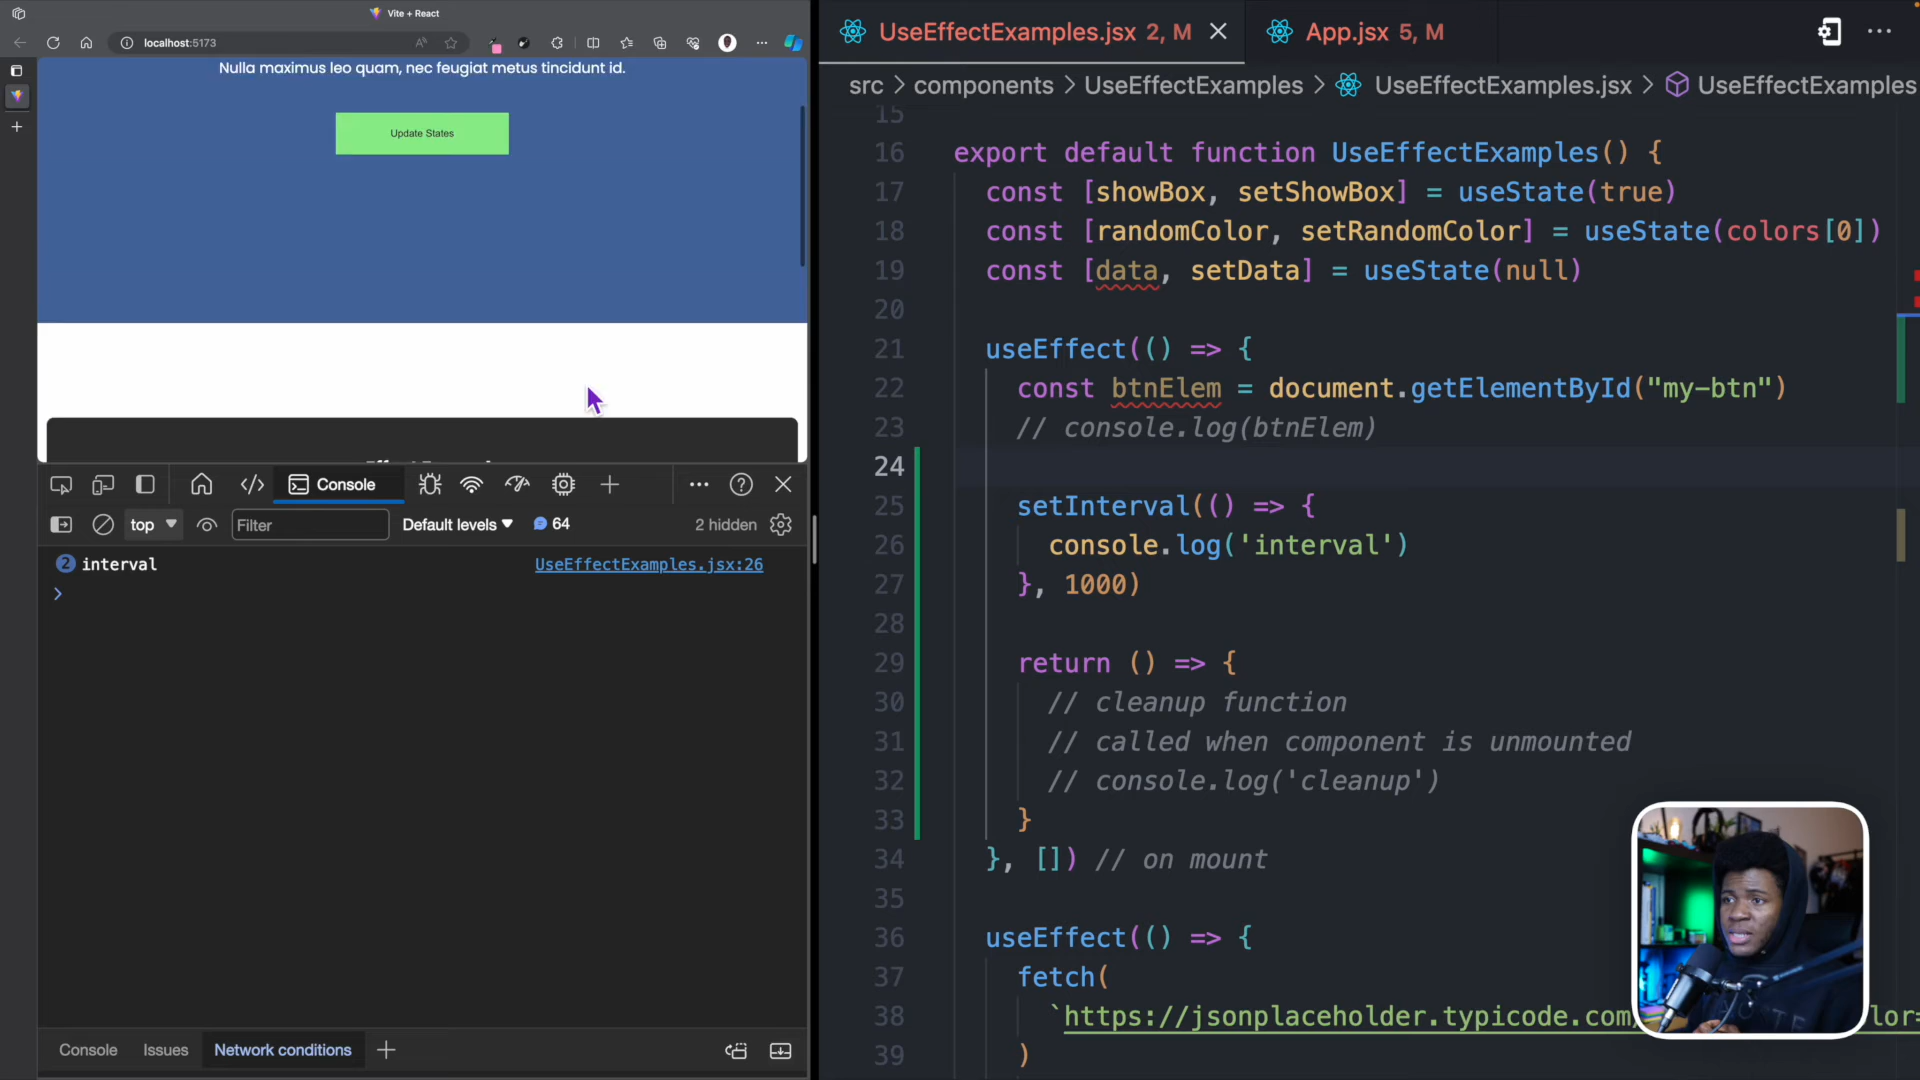 Vite + React
localhost:5173
Nulla maximus leo quam, nec feugiat metus tincidunt id.
Update States
Console
top
Filter
Default levels
64
2 hidden
2 interval
UseEffectExamples.jsx:26
Console
Issues
Network conditions
UseEffectExamples.jsx 2, M
App.jsx 5, M
src > components > UseEffectExamples > UseEffectExamples.jsx > UseEffectExamples
15
16 export default function UseEffectExamples() {
17 const [showBox, setShowBox] = useState(true)
18 const [randomColor, setRandomColor] = useState(colors[0])
19 const [data, setData] = useState(null)
20
21 useEffect(() => {
22 const btnElem = document.getElementById("my-btn")
23 // console.log(btnElem)
24
25 setInterval(() => {
26 console.log('interval')
27 }, 1000)
28
29 return () => {
30 // cleanup function
31 // called when component is unmounted
32 // console.log('cleanup')
33 }
34 }, []) // on mount
35
36 useEffect(() => {
37 fetch(
38 `https://jsonplaceholder.typicode.com/
39 )